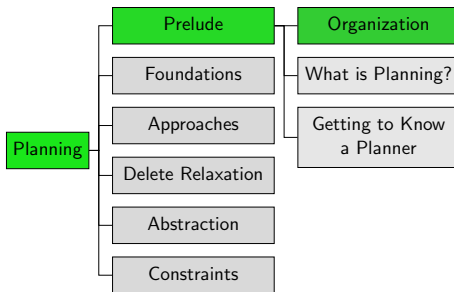 Planning
Prelude
Foundations
Approaches
Delete Relaxation
Abstraction
Constraints
Organization
What is Planning?
Getting to Know
a Planner